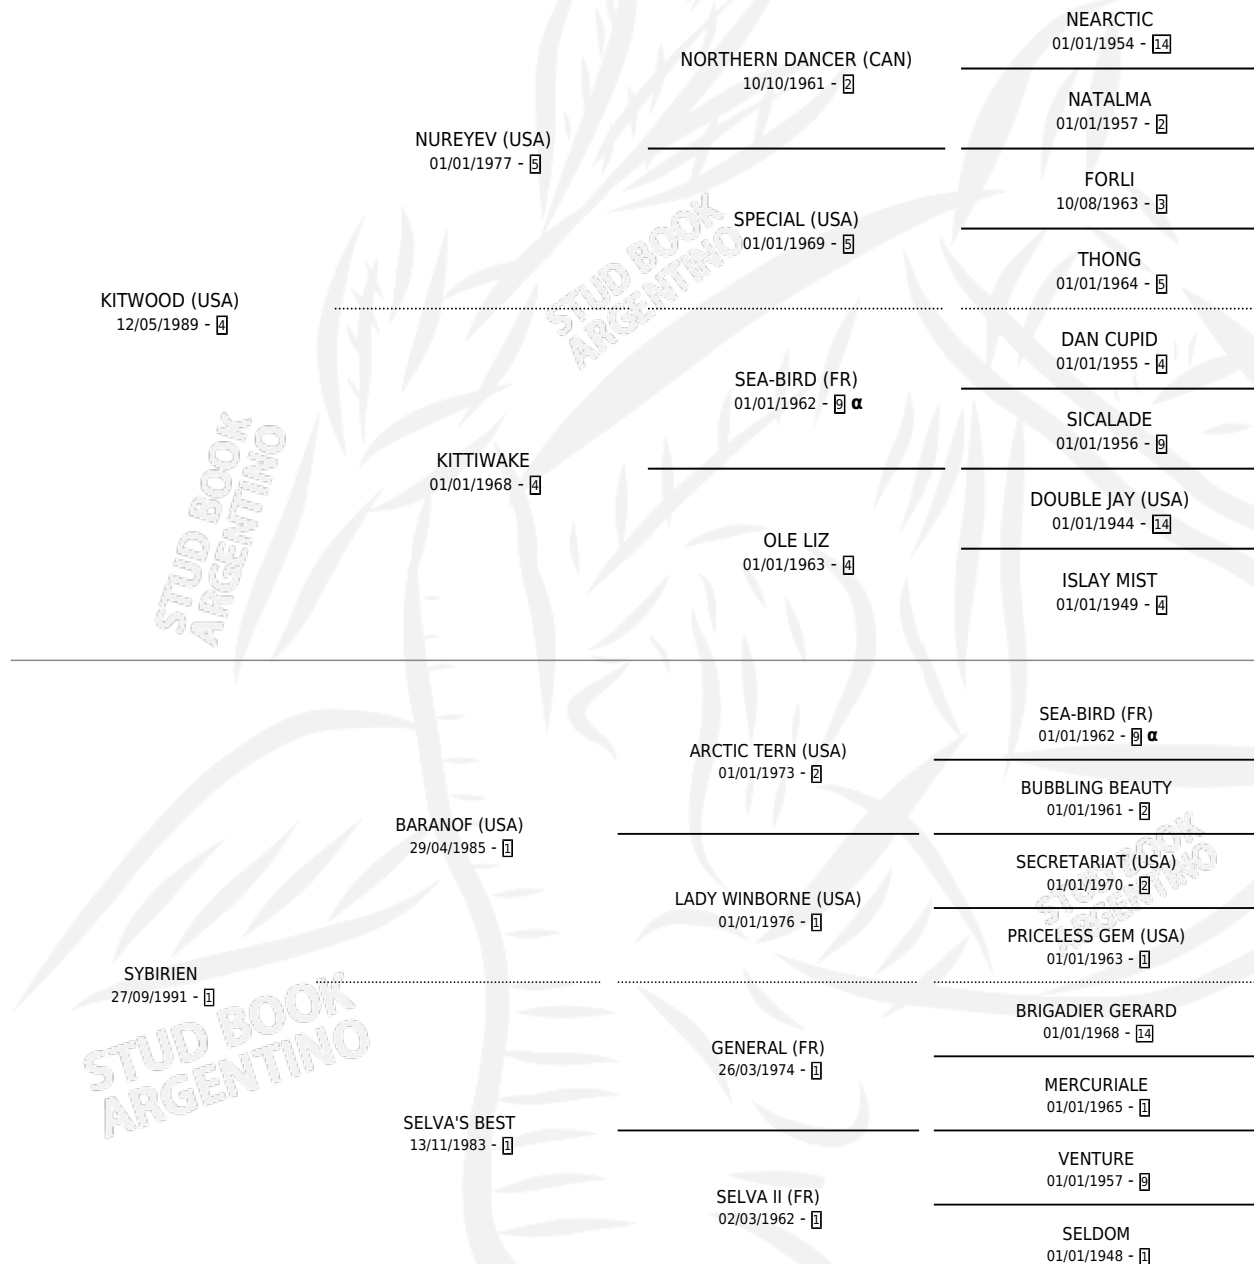 NEARCTIC
01/01/1954 - 14
NORTHERN DANCER (CAN)
10/10/1961 - 2
NATALMA
01/01/1957 - 2
NUREYEV (USA)
01/01/1977 - 5
FORLI
10/08/1963 - 3
SPECIAL (USA)
01/01/1969 - 5
THONG
01/01/1964 - 5
KITWOOD (USA)
12/05/1989 - 4
DAN CUPID
01/01/1955 - 4
SEA-BIRD (FR)
01/01/1962 - 9 α
SICALADE
01/01/1956 - 9
KITTIWAKE
01/01/1968 - 4
DOUBLE JAY (USA)
01/01/1944 - 14
OLE LIZ
01/01/1963 - 4
ISLAY MIST
01/01/1949 - 4
STUD BOOK
ARGENTINO
STUD BOOK
ARGENTINO
SEA-BIRD (FR)
01/01/1962 - 9 α
ARCTIC TERN (USA)
01/01/1973 - 2
BUBBLING BEAUTY
01/01/1961 - 2
BARANOF (USA)
29/04/1985 - 1
SECRETARIAT (USA)
01/01/1970 - 2
LADY WINBORNE (USA)
01/01/1976 - 1
PRICELESS GEM (USA)
01/01/1963 - 1
SYBIRIEN
27/09/1991 - 1
BRIGADIER GERARD
01/01/1968 - 14
GENERAL (FR)
26/03/1974 - 1
MERCURIALE
01/01/1965 - 1
SELVA'S BEST
13/11/1983 - 1
VENTURE
01/01/1957 - 9
SELVA II (FR)
02/03/1962 - 1
SELDOM
01/01/1948 - 1
STUD BOOK
ARGENTINO
STUD BOOK
ARGENTINO